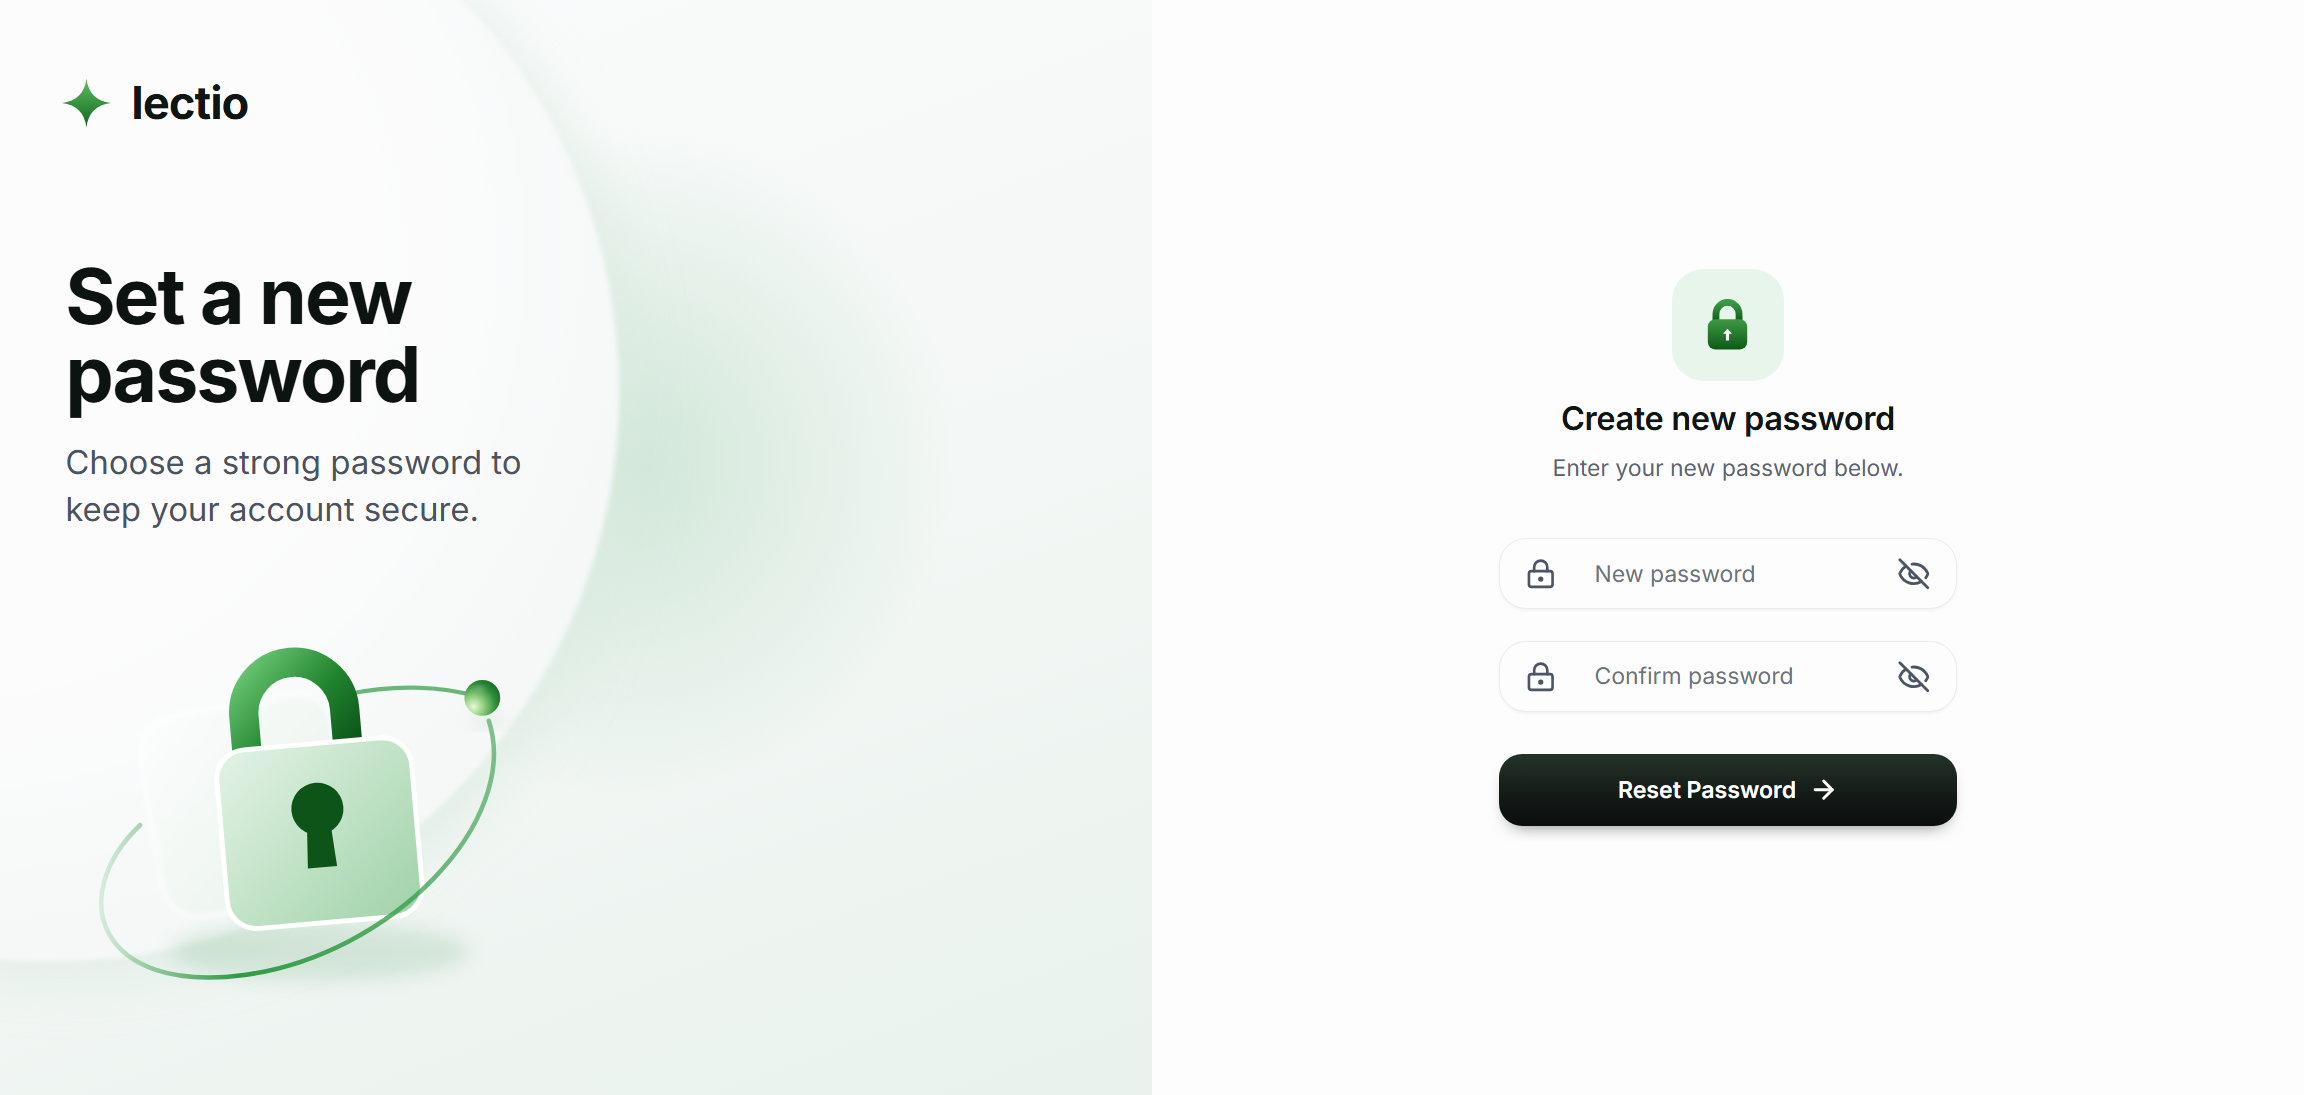 lectio
Set a new
password
Choose a strong password to
keep your account secure.
Create new password
Enter your new password below.
New password
Confirm password
Reset Password